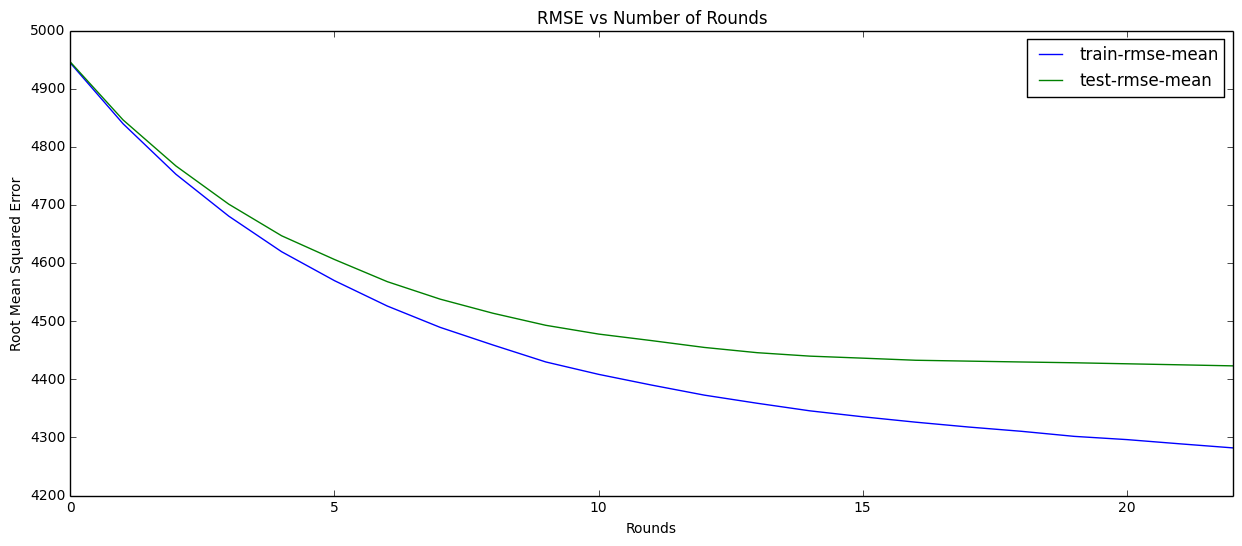 RMSE vs Number of Rounds
5000
4900
4800
4700
4600
4500
4400
4300
4200
Root Mean Squared Error
train-rmse-mean
test-rmse-mean
0
5
10
15
20
Rounds